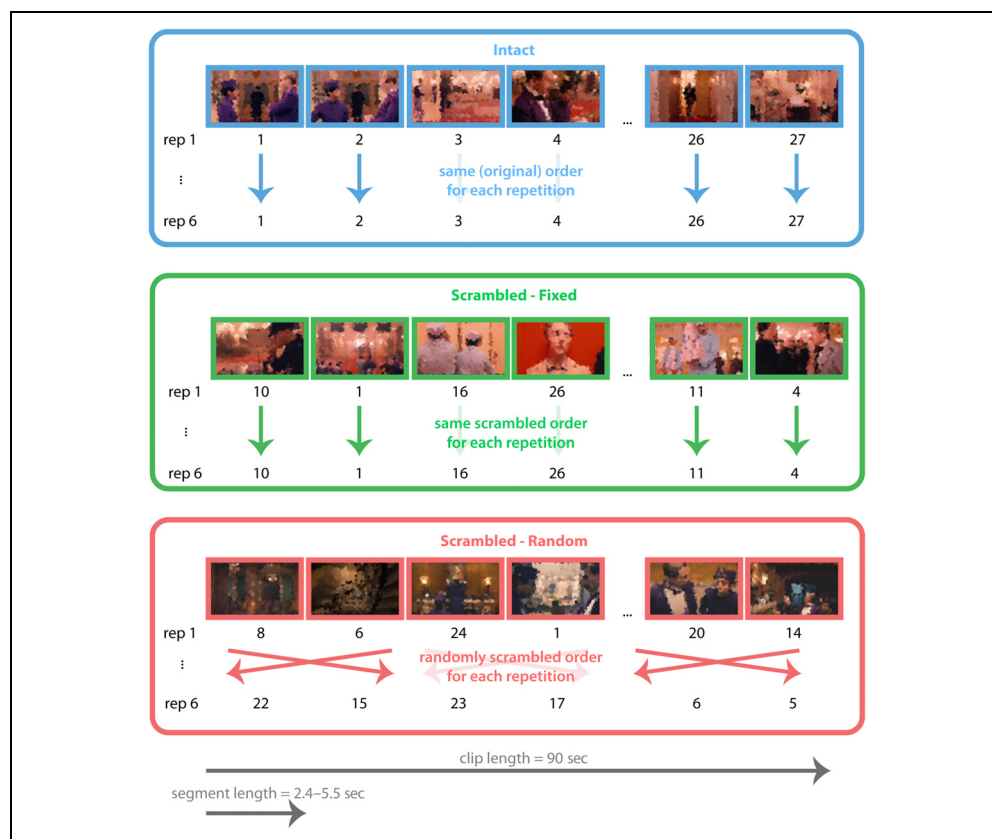 Intact
...
rep 1 1 2 3 4 26 27
... same (original) order
for each repetition
rep 6 1 2 3 4 26 27
Scrambled - Fixed
...
rep 1 10 1 16 26 11 4
... same scrambled order
for each repetition
rep 6 10 1 16 26 11 4
Scrambled - Random
...
rep 1 8 6 24 1 20 14
... randomly scrambled order
for each repetition
rep 6 22 15 23 17 6 5
clip length = 90 sec
segment length = 2.4–5.5 sec